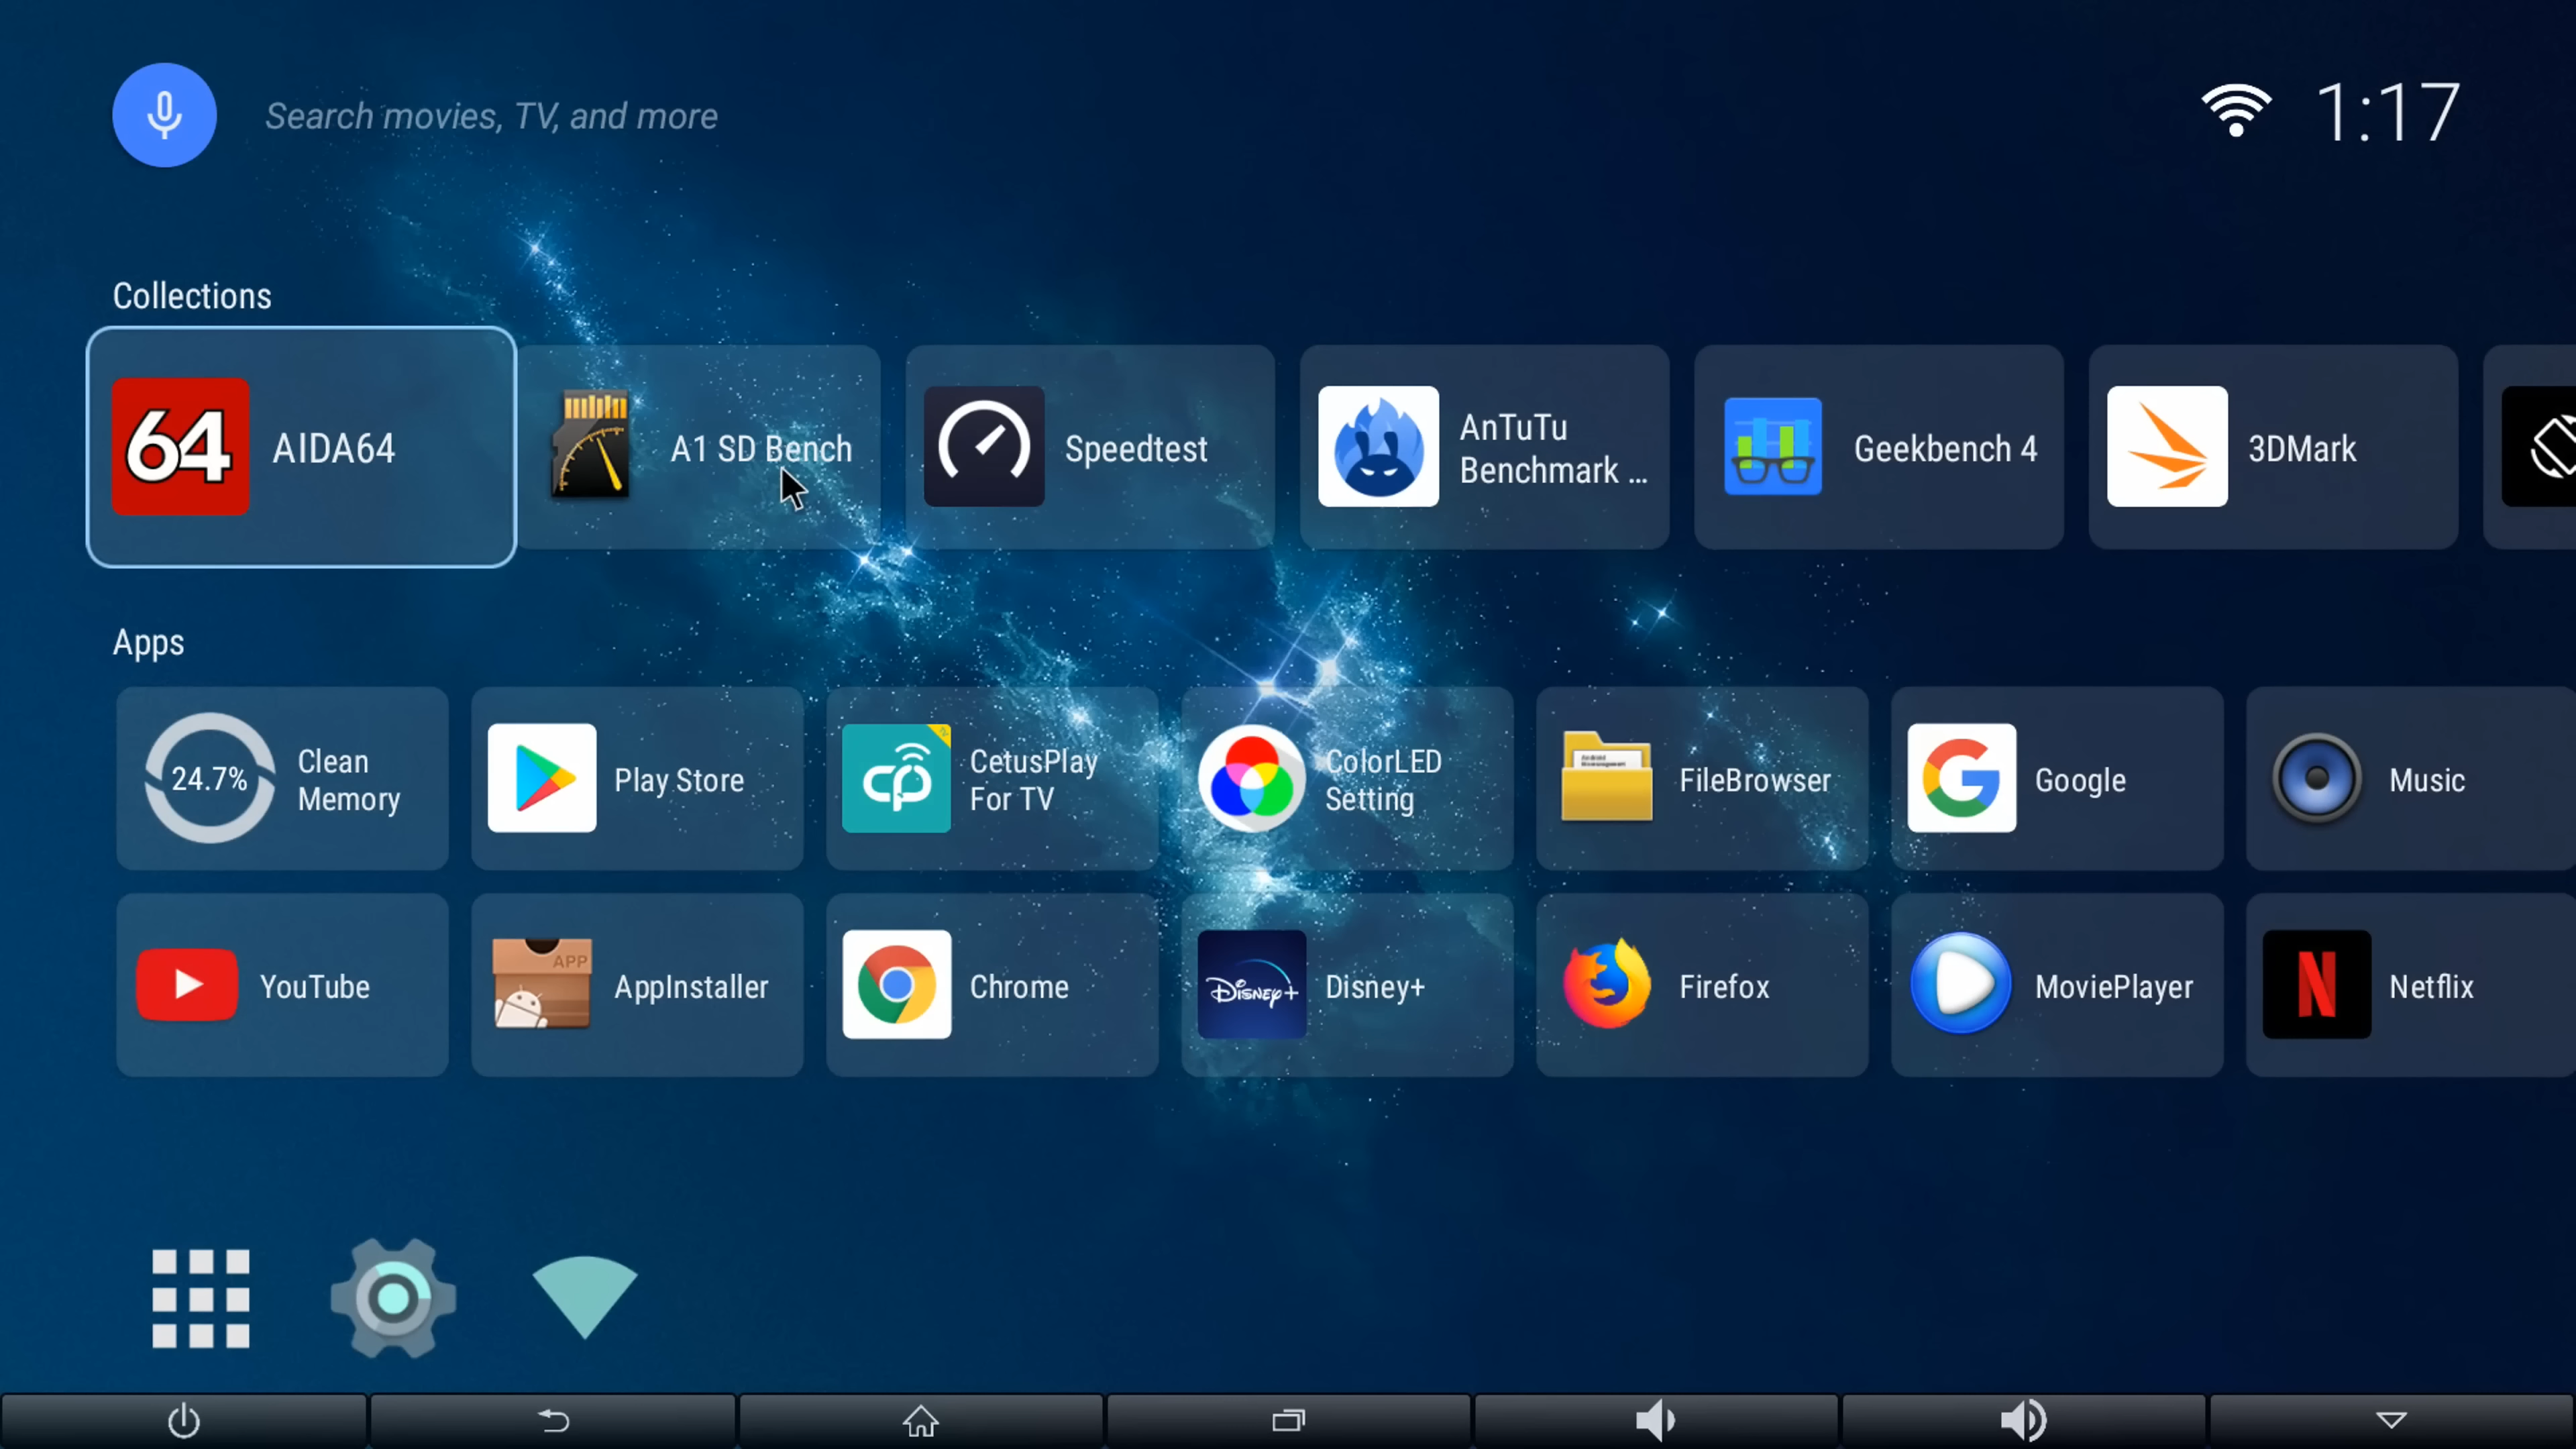 Search movies, TV, and more
1:17
Collections
64
AIDA64
A1 SD Bench
Speedtest
AnTuTu
Benchmark ...
Geekbench 4
3DMark
Apps
24.7%
Clean
Memory
Play Store
CetusPlay
For TV
ColorLED
Setting
FileBrowser
Google
Music
YouTube
APP
AppInstaller
Chrome
Disney+
Disney+
Firefox
MoviePlayer
N
Netflix